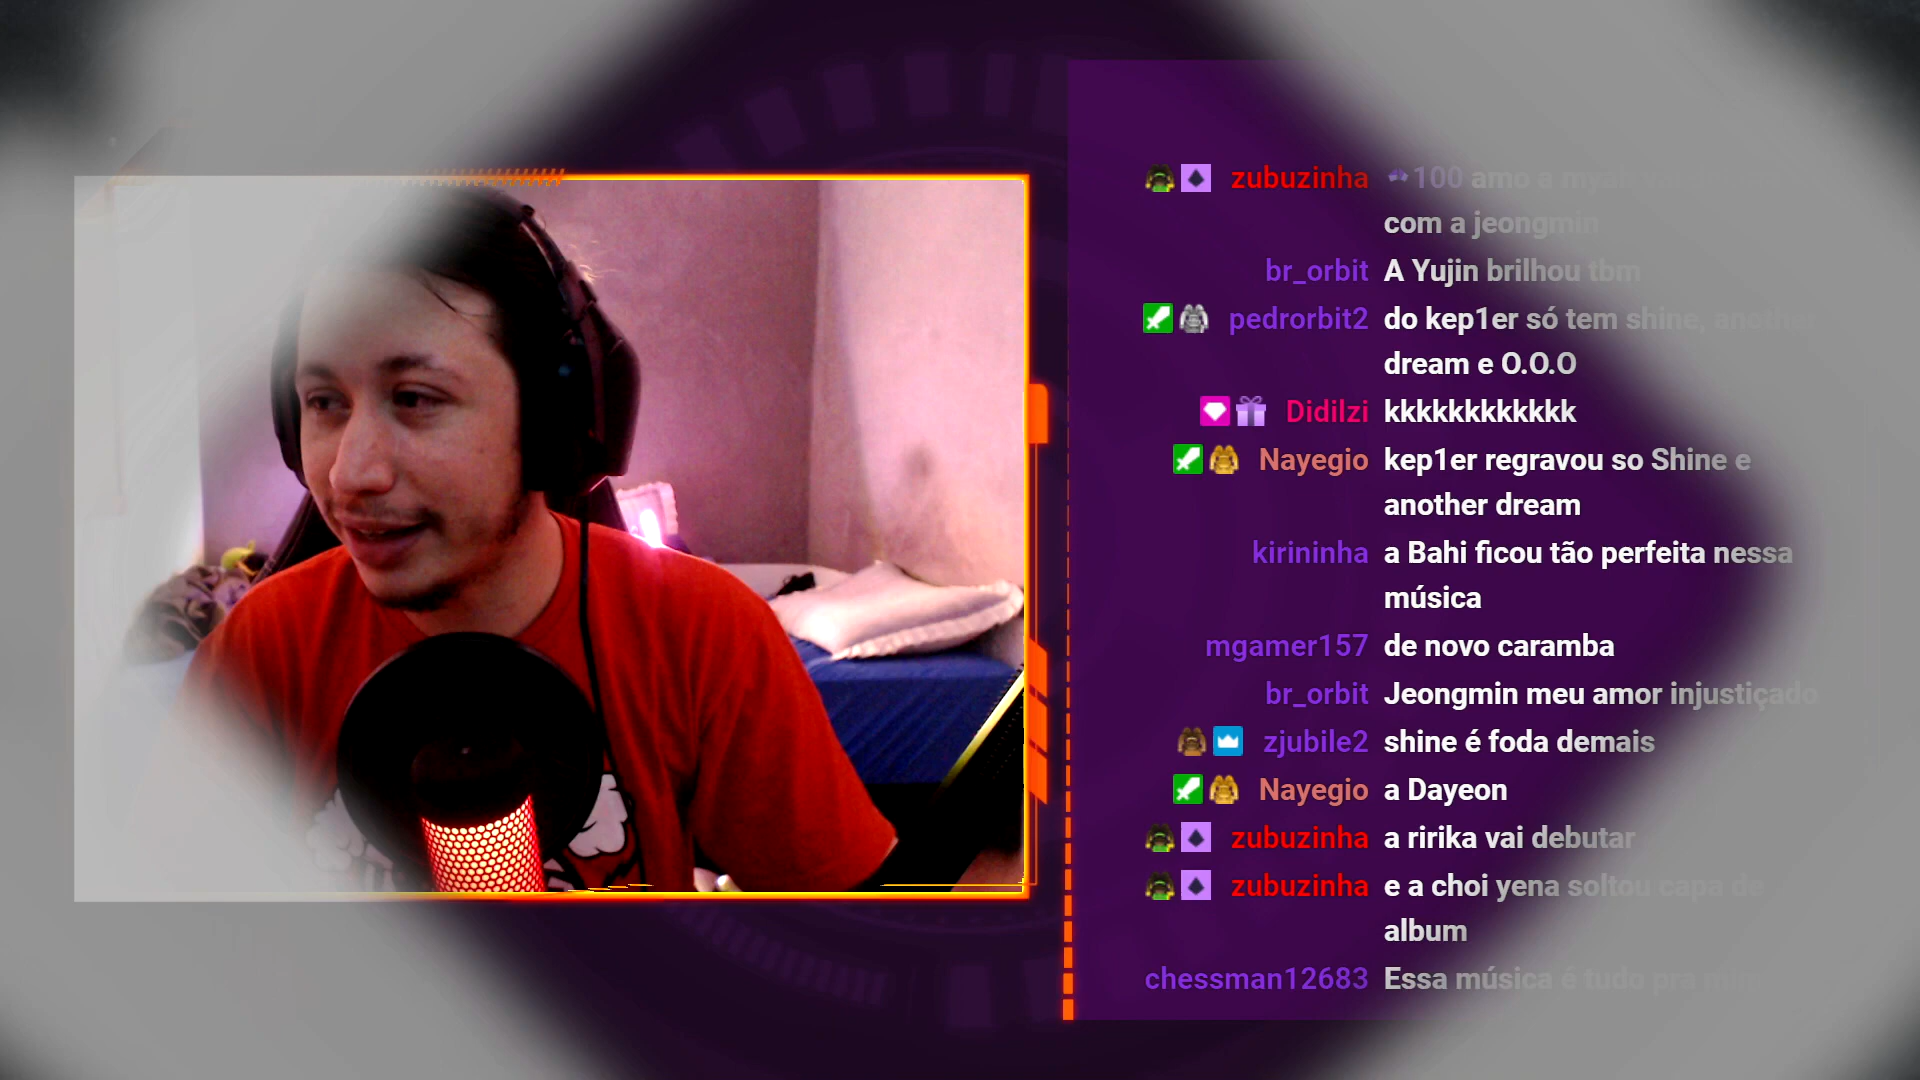 zubuzinha 100 amo a my
com a jeongmin
br_orbit A Yujin brilhou tbm
pedrorbit2 do kep1er só tem shine, another
dream e O.O.O
Didilzi kkkkkkkkkkkk
Nayegio kep1er regravou so Shine e
another dream
kirininha a Bahi ficou tão perfeita nessa
música
mgamer157 de novo caramba
br_orbit Jeongmin meu amor injustiçado
zjubile2 shine é foda demais
Nayegio a Dayeon
zubuzinha a ririka vai debutar
zubuzinha e a choi yena soltou capa de
album
chessman12683 Essa música é tudo pra